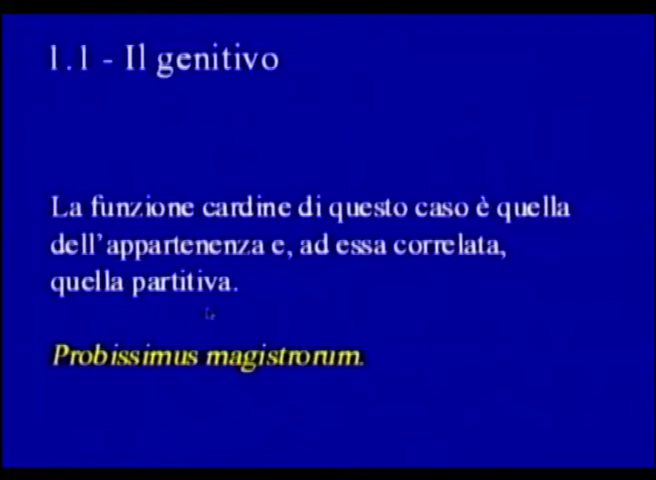 1.1 - Il genitivo
La funzione cardine di questo caso è quella
dell'appartenenza e, ad essa correlata,
quella partitiva.
Probissimus magistrorum.